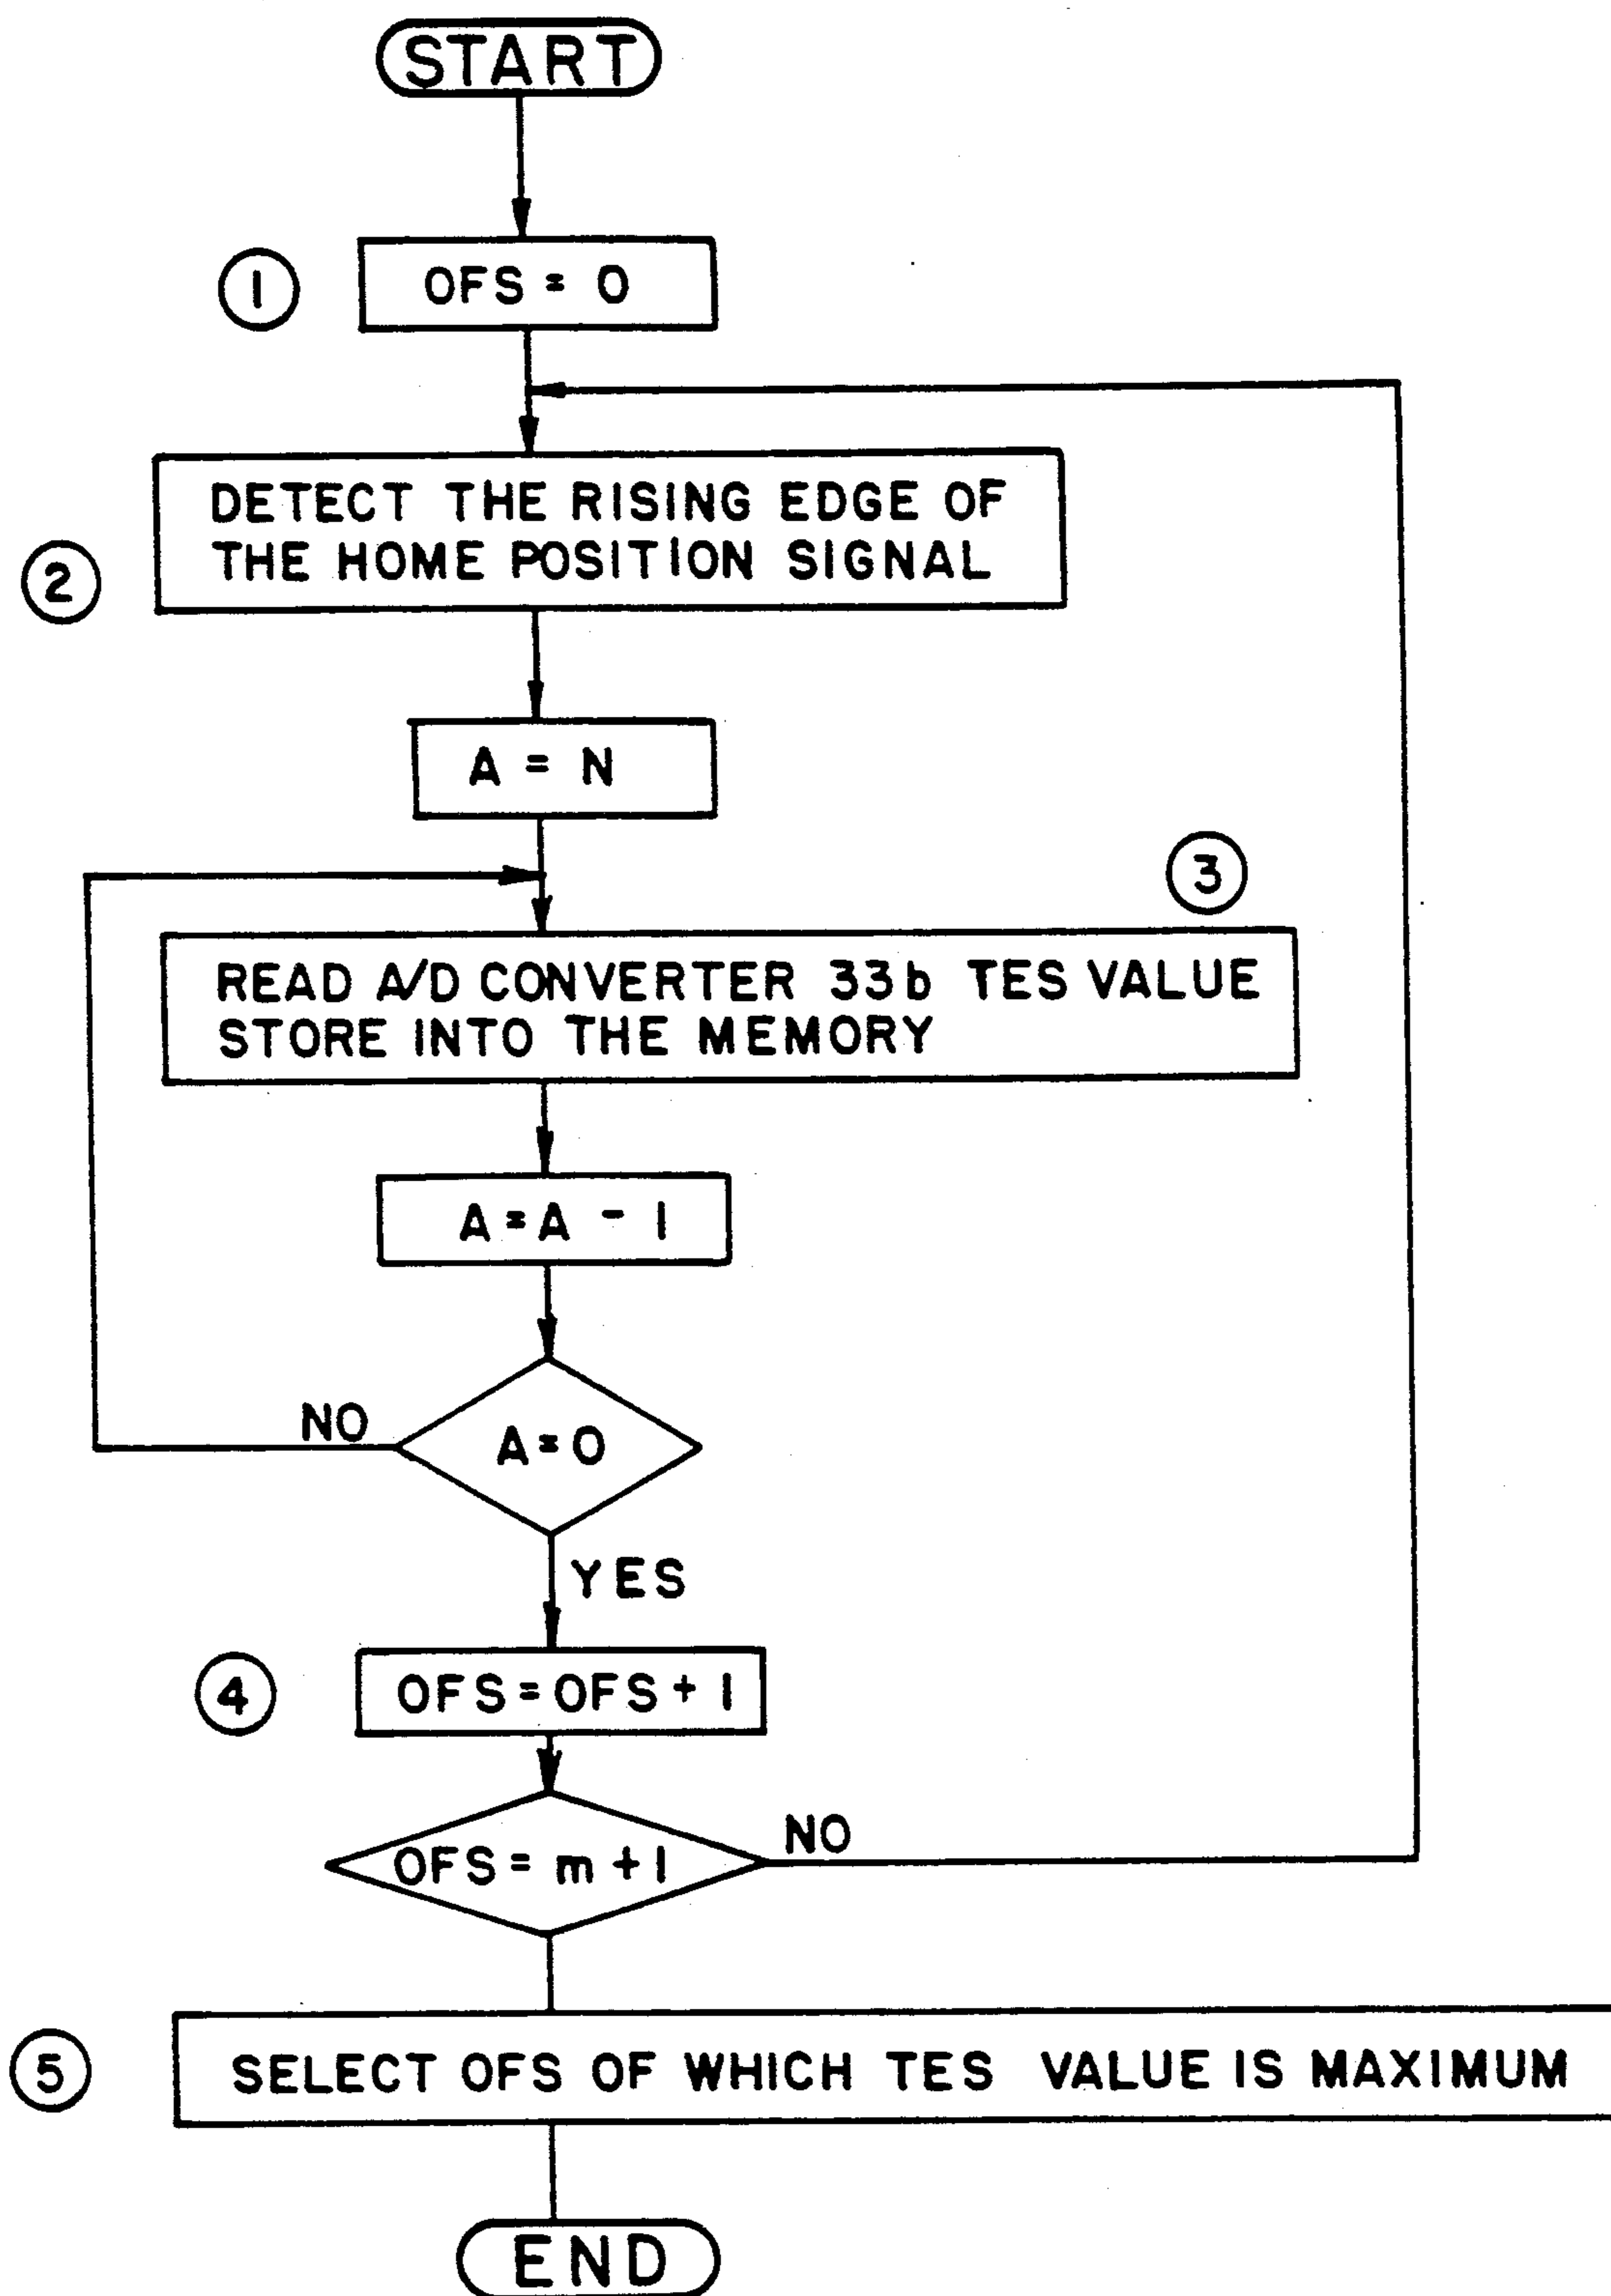 START
1
OFS = 0
DETECT THE RISING EDGE OF
THE HOME POSITION SIGNAL
2
A = N
3
READ A/D CONVERTER 33b TES VALUE
STORE INTO THE MEMORY
A = A - 1
NO
A = 0
YES
4
OFS = OFS + 1
NO
OFS = m + 1
5
SELECT OFS OF WHICH TES VALUE IS MAXIMUM
END